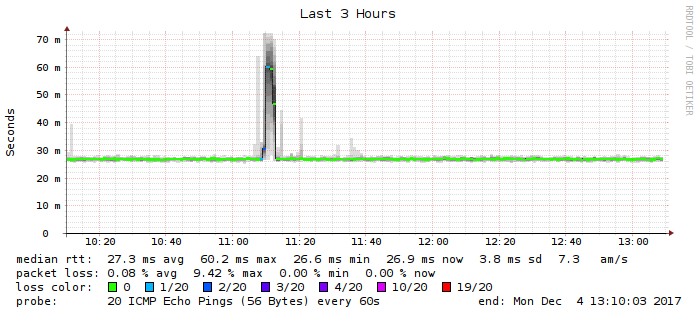 Last 3 Hours
RRDTOOL / TOBI OETIKER
Seconds
70 m
60 m
50 m
40 m
30 m
20 m
10 m
0
10:20 10:40 11:00 11:20 11:40 12:00 12:20 12:40 13:00
median rtt: 27.3 ms avg 60.2 ms max 26.6 ms min 26.9 ms now 3.8 ms sd 7.3 am/s
packet loss: 0.08 % avg 9.42 % max 0.00 % min 0.00 % now
loss color: 0 1/20 2/20 3/20 4/20 10/20 19/20
probe: 20 ICMP Echo Pings (56 Bytes) every 60s end: Mon Dec 4 13:10:03 2017